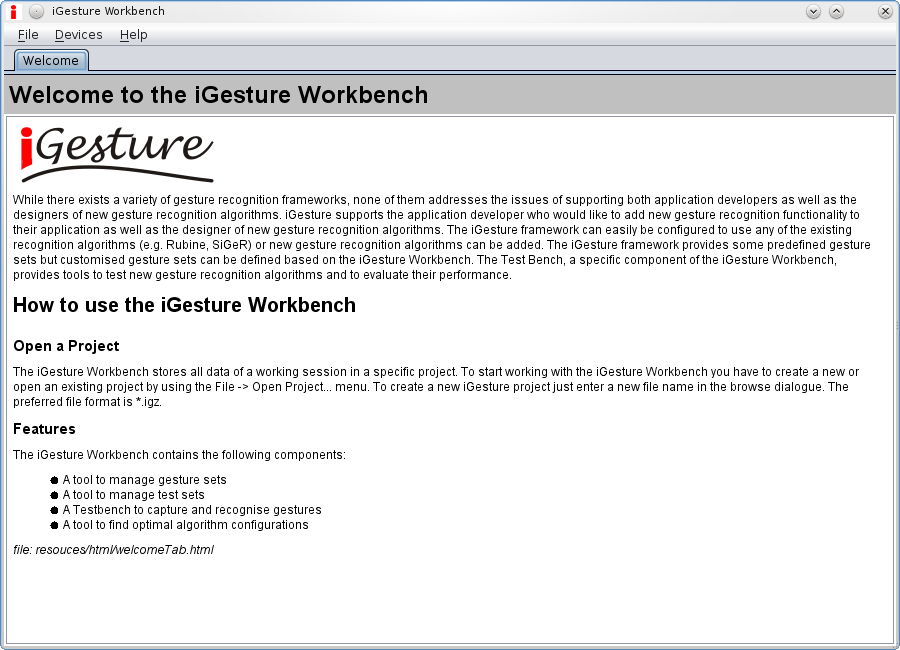 iGesture Workbench
File Devices Help
Welcome
Welcome to the iGesture Workbench
iGesture
While there exists a variety of gesture recognition frameworks, none of them addresses the issues of supporting both application developers as well as the
designers of new gesture recognition algorithms. iGesture supports the application developer who would like to add new gesture recognition functionality to
their application as well as the designer of new gesture recognition algorithms. The iGesture framework can easily be configured to use any of the existing
recognition algorithms (e.g. Rubine, SiGeR) or new gesture recognition algorithms can be added. The iGesture framework provides some predefined gesture
sets but customised gesture sets can be defined based on the iGesture Workbench. The Test Bench, a specific component of the iGesture Workbench,
provides tools to test new gesture recognition algorithms and to evaluate their performance.
How to use the iGesture Workbench
Open a Project
The iGesture Workbench stores all data of a working session in a specific project. To start working with the iGesture Workbench you have to create a new or
open an existing project by using the File -> Open Project... menu. To create a new iGesture project just enter a new file name in the browse dialogue. The
preferred file format is *.igz.
Features
The iGesture Workbench contains the following components:
● A tool to manage gesture sets
● A tool to manage test sets
● A Testbench to capture and recognise gestures
● A tool to find optimal algorithm configurations
file: resouces/html/welcomeTab.html